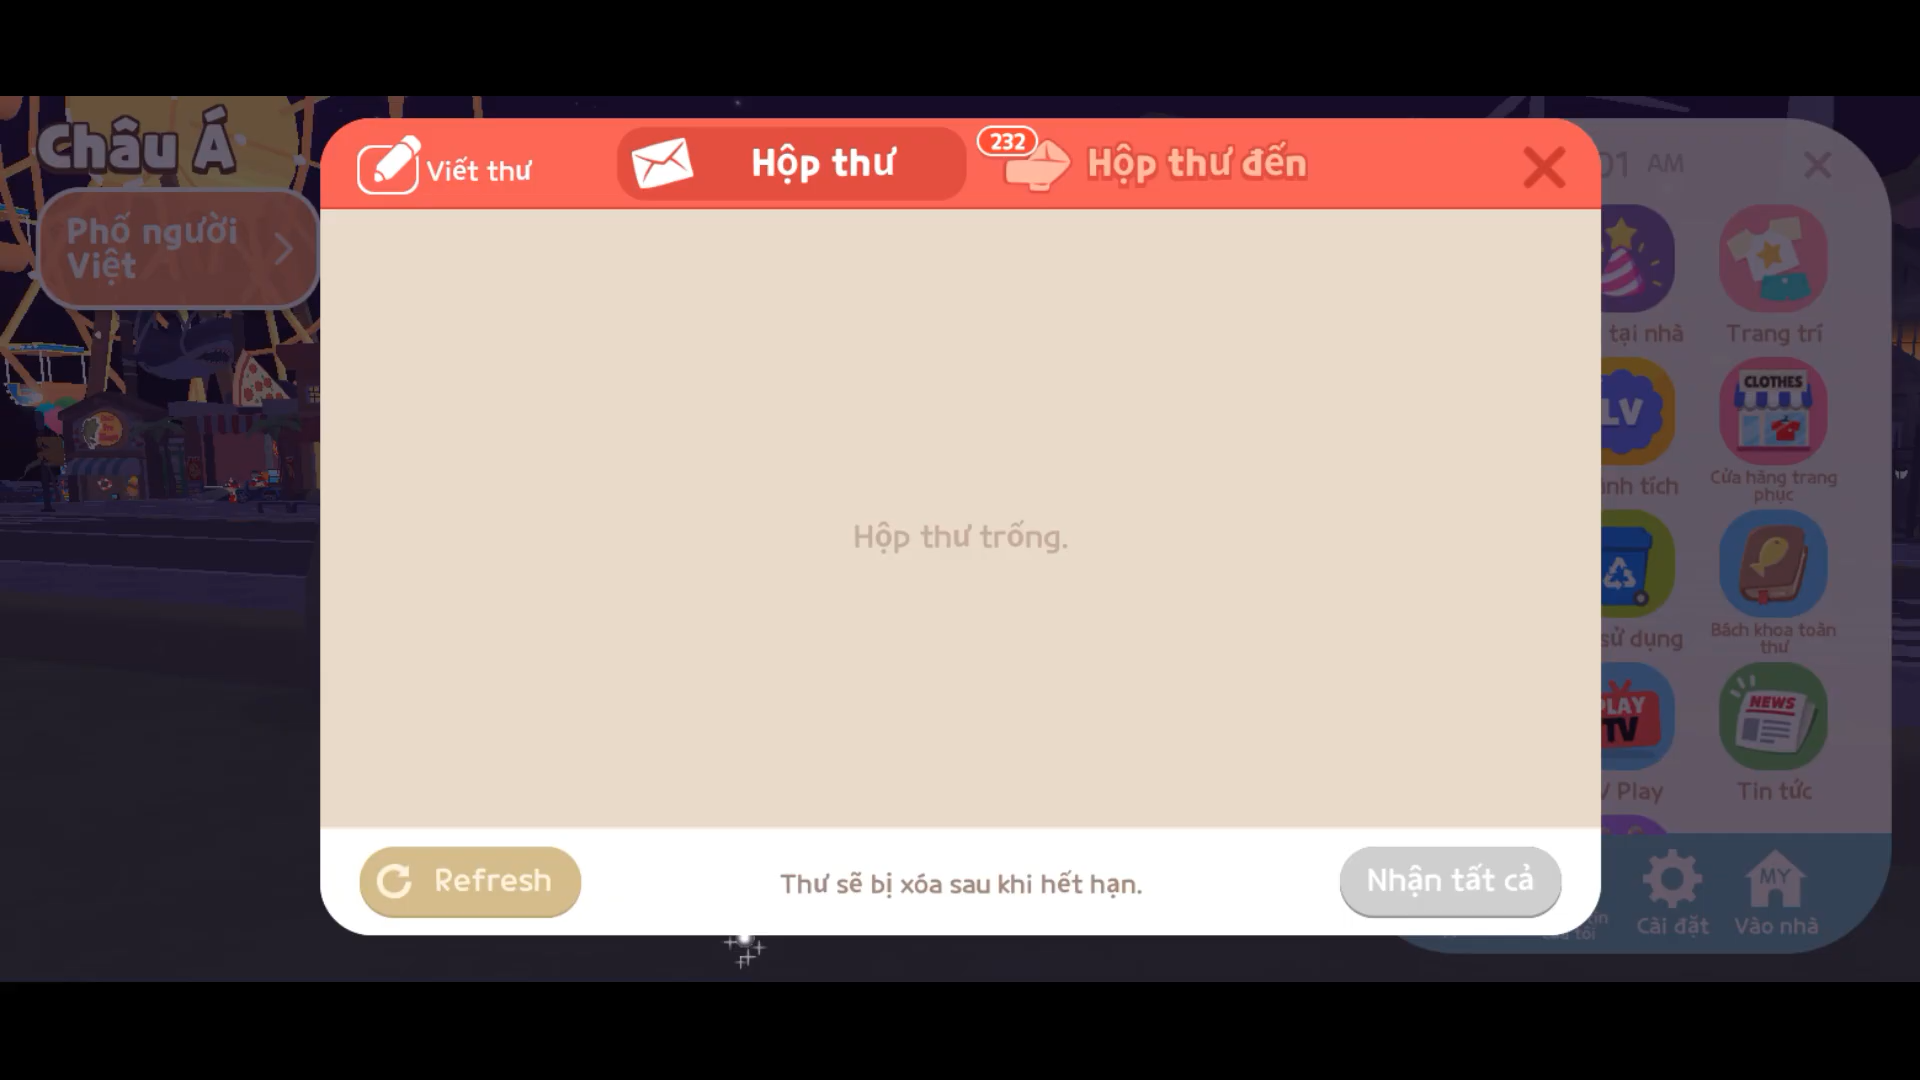 Châu Á
Phố người
Việt
Viết thư
Hộp thư
232
Hộp thư đến
01 AM
tại nhà
Trang trí
LV
CLOTHES
Cửa hàng trang
phục
sử dụng
Bách khoa toàn
thư
PLAY
TV
NEWS
Play
Tin tức
Hộp thư trống.
Refresh
Thư sẽ bị xóa sau khi hết hạn.
Nhận tất cả
MY
Cài đặt
Vào nhà